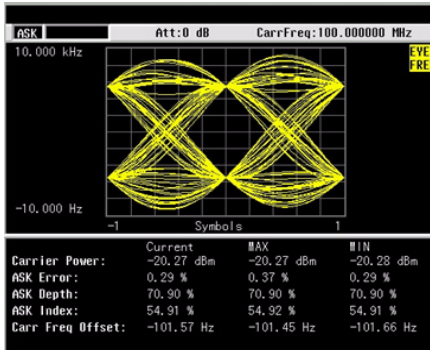 ASK Att:0 dB CarrFreq:100.000000 MHz
10.000 kHz
EYE
FRE
-10.000 Hz
-1 Symbols 1
Current MAX MIN
Carrier Power: -20.27 dBm -20.27 dBm -20.28 dBm
ASK Error: 0.29 % 0.37 % 0.29 %
ASK Depth: 70.90 % 70.90 % 70.90 %
ASK Index: 54.91 % 54.92 % 54.91 %
Carr Freq Offset: -101.57 Hz -101.45 Hz -101.66 Hz